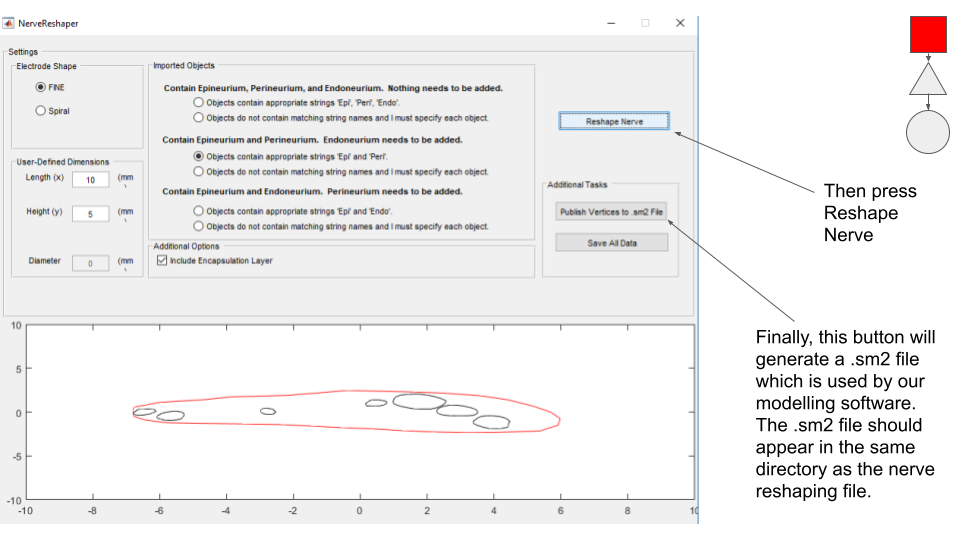 NerveReshaper
Settings
Electrode Shape
FINE
Spiral
User-Defined Dimensions
Length (x) 10 (mm
Height (y) 5 (mm
Diameter 0 (mm
Imported Objects
Contain Epineurium, Perineurium, and Endoneurium. Nothing needs to be added.
Objects contain appropriate strings 'Epi', 'Peri', 'Endo'.
Objects do not contain matching string names and I must specify each object.
Contain Epineurium and Perineurium. Endoneurium needs to be added.
Objects contain appropriate strings 'Epi' and 'Peri'.
Objects do not contain matching string names and I must specify each object.
Contain Epineurium and Endoneurium. Perineurium needs to be added.
Objects contain appropriate strings 'Epi' and 'Endo'.
Objects do not contain matching string names and I must specify each object.
Additional Options
Include Encapsulation Layer
Reshape Nerve
Additional Tasks
Publish Vertices to .sm2 File
Save All Data
10
5
0
-5
-10
-10 -8 -6 -4 -2 0 2 4 6 8 10
Then press
Reshape
Nerve
Finally, this button will
generate a .sm2 file
which is used by our
modelling software.
The .sm2 file should
appear in the same
directory as the nerve
reshaping file.